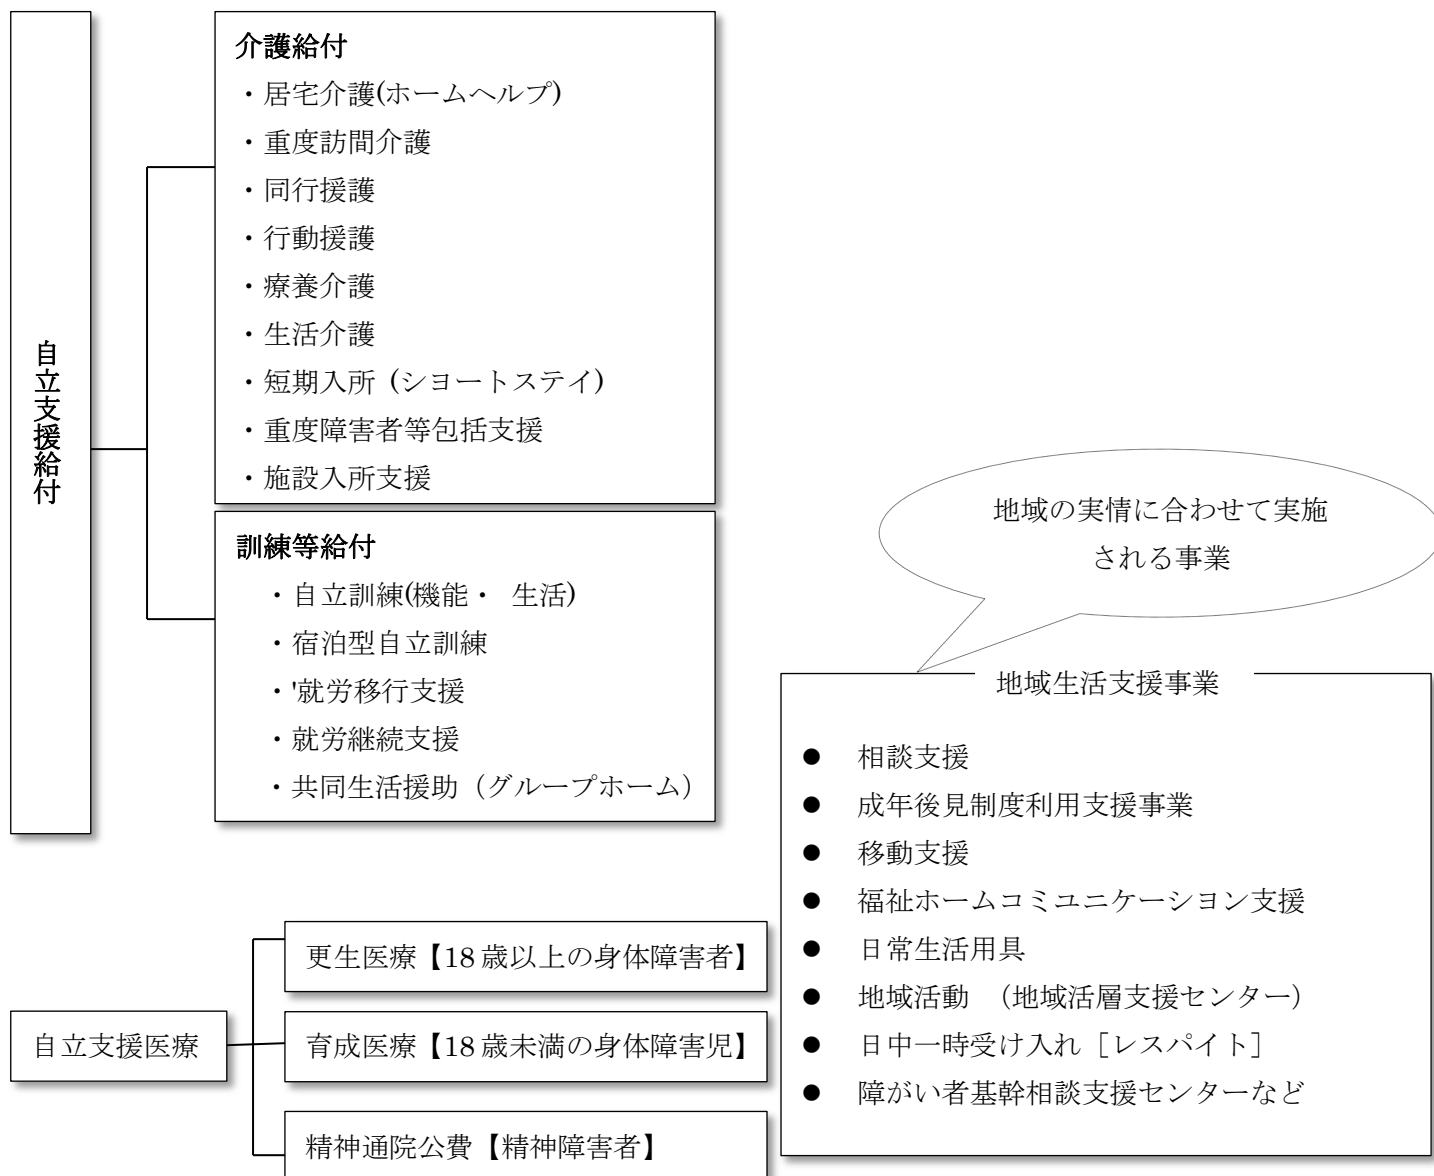 自立支援給付
介護給付
・居宅介護(ホームヘルプ)
・重度訪間介護
・同行援護
・行動援護
・療養介護
・生活介護
・短期入所 (シヨートステイ)
・重度障害者等包括支援
・施設入所支援
訓練等給付
・自立訓練(機能・ 生活)
・宿泊型自立訓練
・'就労移行支援
・就労継続支援
・共同生活援助（グループホーム）
地域の実情に合わせて実施
される事業
地域生活支援事業
● 相談支援
● 成年後見制度利用支援事業
● 移動支援
● 福祉ホームコミユニケーション支援
● 日常生活用具
● 地域活動 （地域活層支援センター）
● 日中一時受け入れ［レスパイト］
● 障がい者基幹相談支援センターなど
自立支援医療
更生医療【18 歳以上の身体障害者】
育成医療【18 歳未満の身体障害児】
精神通院公費【精神障害者】